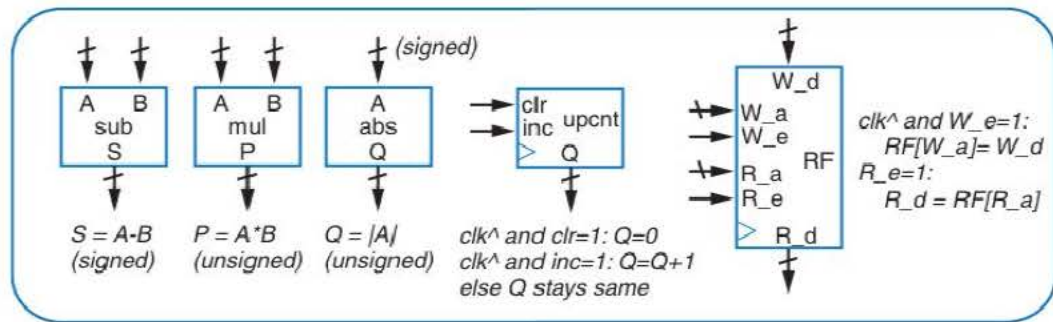 (signed)
A B
sub
S
S = A-B
(signed)
A B
mul
P
P = A*B
(unsigned)
A
abs
Q
Q = |A|
(unsigned)
clr
inc upcnt
Q
clk^ and clr=1: Q=0
clk^ and inc=1: Q=Q+1
else Q stays same
W_d
W_a
W_e
RF
R_a
R_e
R_d
clk^ and W_e=1:
RF[W_a]= W_d
R_e=1:
R_d = RF[R_a]